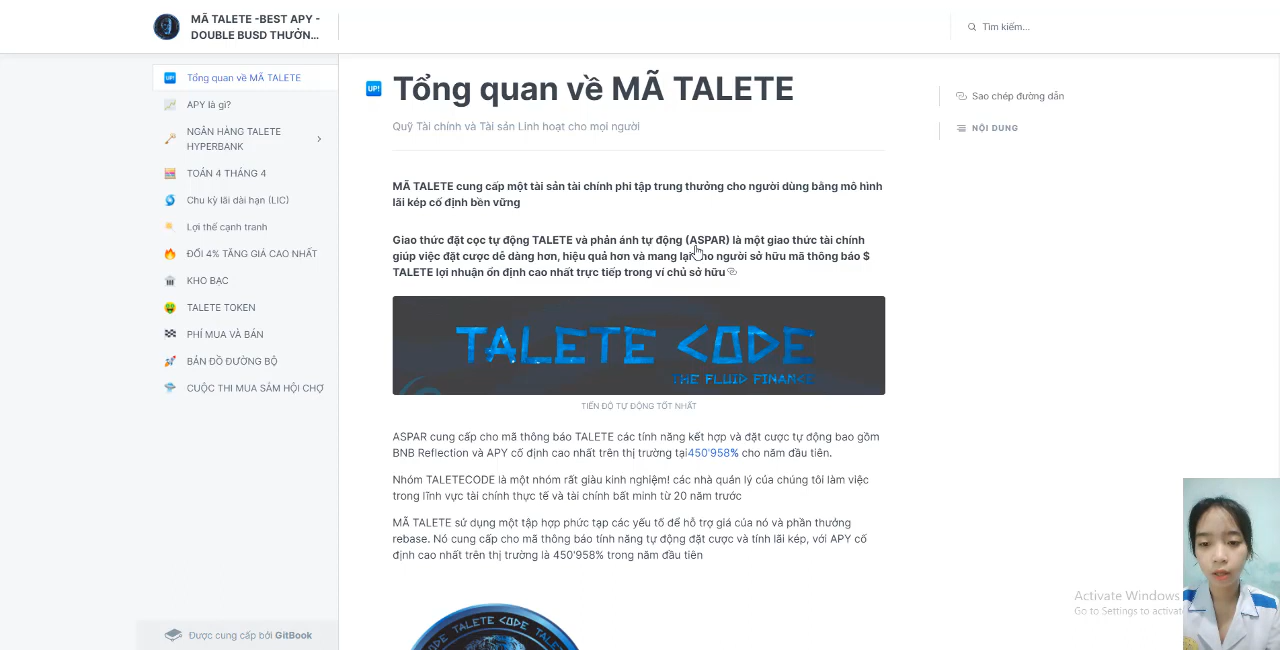 MÃ TALETE -BEST APY -
DOUBLE BUSD THƯỞN...
Tìm kiếm...
Tổng quan về MÃ TALETE
APY là gì?
NGÂN HÀNG TALETE
HYPERBANK
TOÁN 4 THÁNG 4
Chu kỳ lãi dài hạn (LIC)
Lợi thế cạnh tranh
ĐỐI 4% TĂNG GIÁ CAO NHẤT
KHO BẠC
TALETE TOKEN
PHÍ MUA VÀ BÁN
BẢN ĐỒ ĐƯỜNG BỘ
CUỘC THI MUA SẮM HỘI CHỢ
Được cung cấp bởi GitBook
UP!
Tổng quan về MÃ TALETE
Quỹ Tài chính và Tài sản Linh hoạt cho mọi người
MÃ TALETE cung cấp một tài sản tài chính phi tập trung thưởng cho người dùng bằng mô hình
lãi kép cố định bền vững
Giao thức đặt cọc tự động TALETE và phản ánh tự động (ASPAR) là một giao thức tài chính
giúp việc đặt cược dễ dàng hơn, hiệu quả hơn và mang lại cho người sở hữu mã thông báo $
TALETE lợi nhuận ổn định cao nhất trực tiếp trong ví chủ sở hữu
TALETE CODE
THE FLUID FINANCE
TIẾN ĐỘ TỰ ĐỘNG TỐT NHẤT
ASPAR cung cấp cho mã thông báo TALETE các tính năng kết hợp và đặt cược tự động bao gồm
BNB Reflection và APY cố định cao nhất trên thị trường tại450'958% cho năm đầu tiên.
Nhóm TALETECODE là một nhóm rất giàu kinh nghiệm! các nhà quản lý của chúng tôi làm việc
trong lĩnh vực tài chính thực tế và tài chính bất minh từ 20 năm trước
MÃ TALETE sử dụng một tập hợp phức tạp các yếu tố để hỗ trợ giá của nó và phần thưởng
rebase. Nó cung cấp cho mã thông báo tính năng tự động đặt cược và tính lãi kép, với APY cố
định cao nhất trên thị trường là 450'958% trong năm đầu tiên
TALETE CODE
Sao chép đường dẫn
NỘI DUNG
Activate Windows
Go to Settings to activat